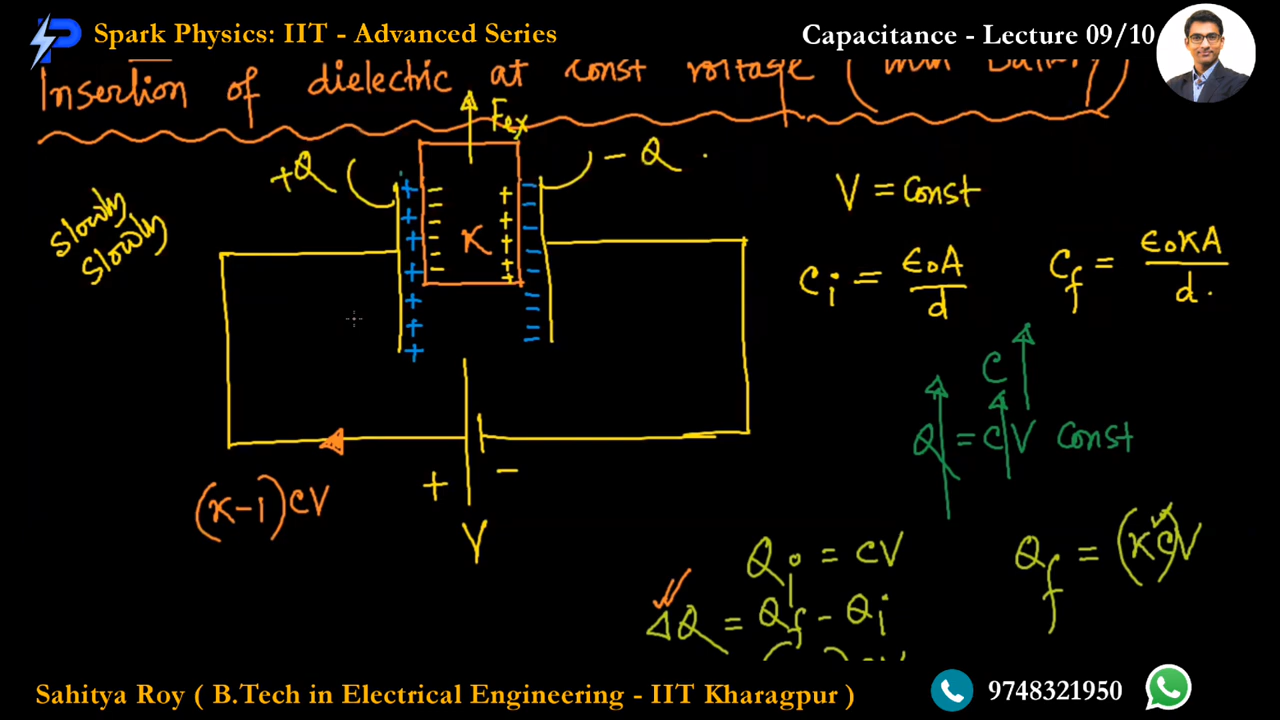 Spark Physics: IIT - Advanced Series
Capacitance - Lecture 09/10
Insertion of dielectric at const voltage (
Fex
+Q
- Q .
slowly
slowly
K
V = Const
Ci = ε₀A/d
Cf = ε₀KA/d.
C
Q = CV Const
(K-1)CV
+ -
V
Qi = CV
Qf = (KC)V
ΔQ = Qf - Qi
Sahitya Roy ( B.Tech in Electrical Engineering - IIT Kharagpur )
9748321950